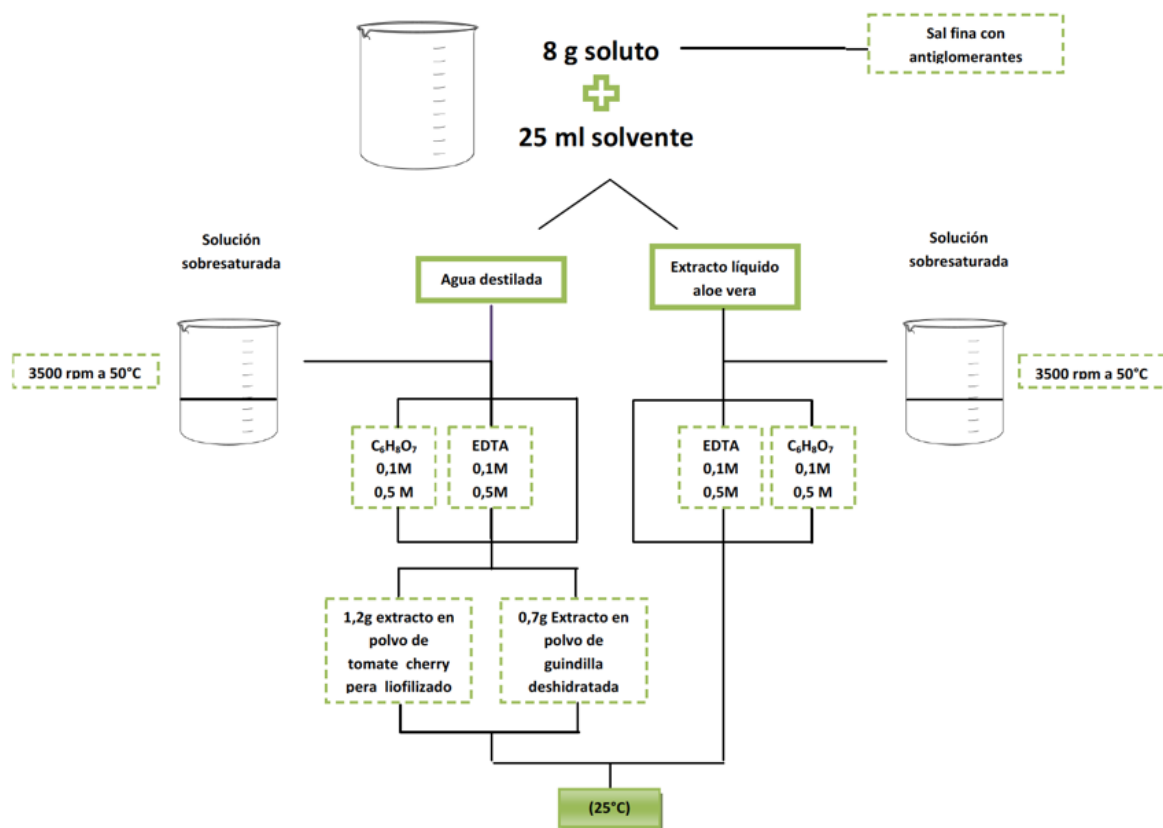 8 g soluto
Sal fina con
antiglomerantes
25 ml solvente
Solución
sobresaturada
Agua destilada
Extracto líquido
aloe vera
Solución
sobresaturada
3500 rpm a 50°C
3500 rpm a 50°C
C₆H₈O₇
0,1M
0,5 M
EDTA
0,1M
0,5M
EDTA
0,1M
0,5M
C₆H₈O₇
0,1M
0,5 M
1,2g extracto en
polvo de
tomate cherry
pera liofilizado
0,7g Extracto en
polvo de
guindilla
deshidratada
(25°C)